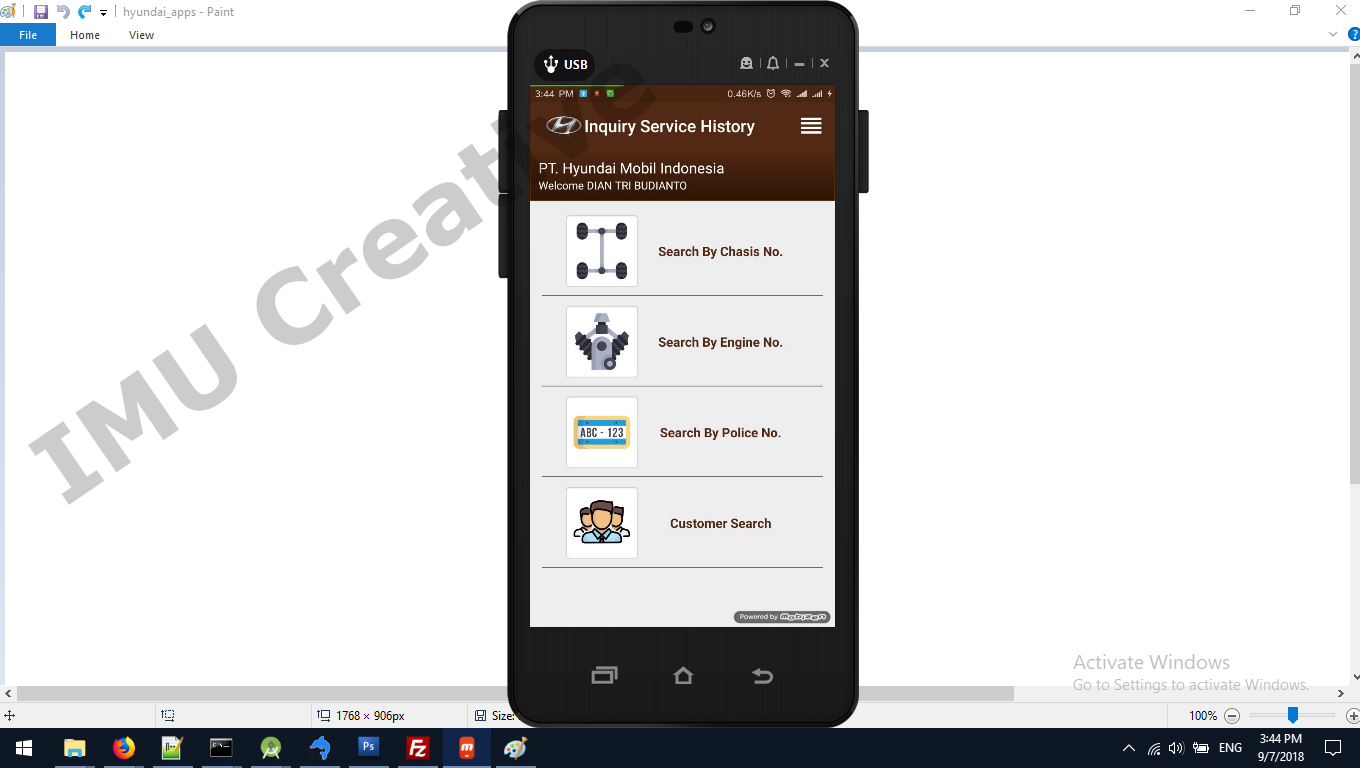 hyundai_apps - Paint
File Home View
USB
3:44 PM
0.46K/s
Inquiry Service History
PT. Hyundai Mobil Indonesia
Welcome DIAN TRI BUDIANTO
Search By Chasis No.
Search By Engine No.
ABC - 123
Search By Police No.
Customer Search
Powered by Mobizen
IMU Creative
Activate Windows
Go to Settings to activate Windows.
1768 × 906px
Size:
100%
Ps
Fz
m
ENG
3:44 PM
9/7/2018